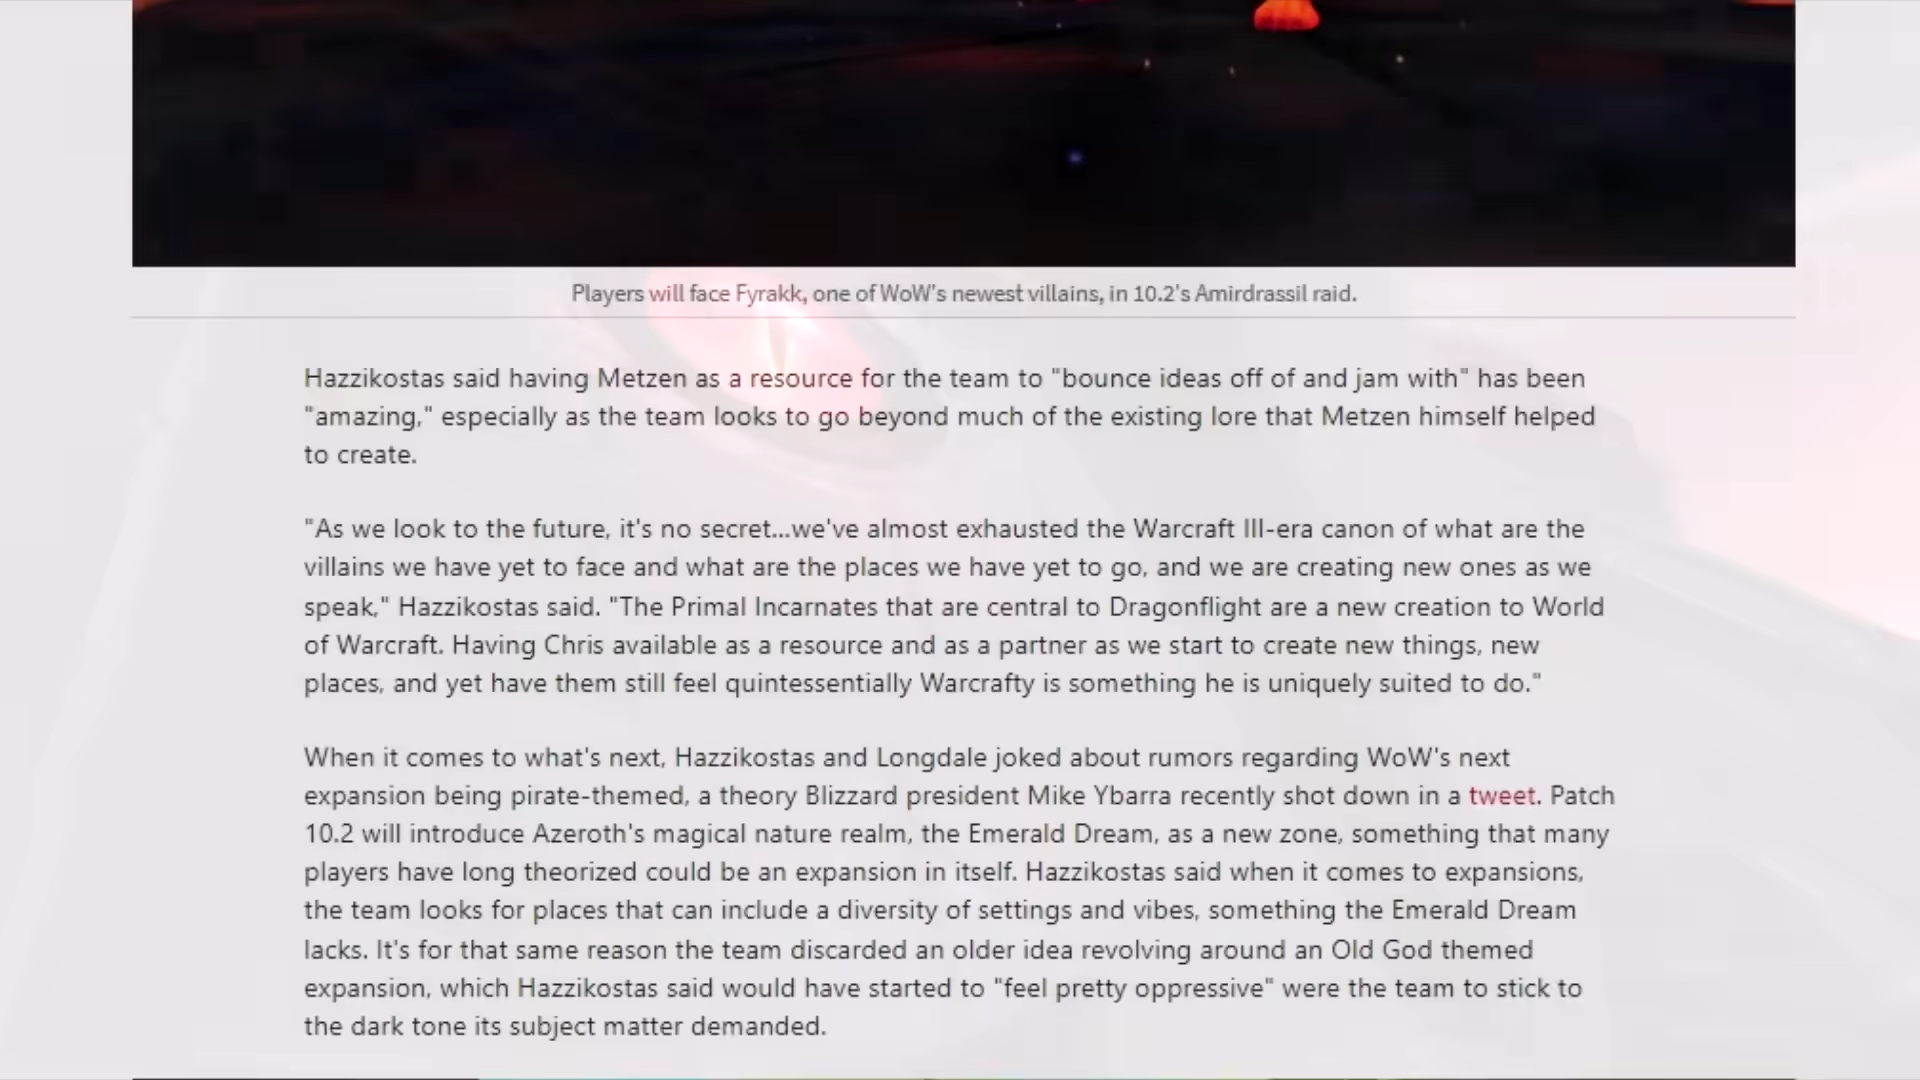 Players will face Fyrakk, one of WoW's newest villains, in 10.2's Amirdrassil raid.
Hazzikostas said having Metzen as a resource for the team to "bounce ideas off of and jam with" has been
"amazing," especially as the team looks to go beyond much of the existing lore that Metzen himself helped
to create.
"As we look to the future, it's no secret...we've almost exhausted the Warcraft III-era canon of what are the
villains we have yet to face and what are the places we have yet to go, and we are creating new ones as we
speak," Hazzikostas said. "The Primal Incarnates that are central to Dragonflight are a new creation to World
of Warcraft. Having Chris available as a resource and as a partner as we start to create new things, new
places, and yet have them still feel quintessentially Warcrafty is something he is uniquely suited to do."
When it comes to what's next, Hazzikostas and Longdale joked about rumors regarding WoW's next
expansion being pirate-themed, a theory Blizzard president Mike Ybarra recently shot down in a tweet. Patch
10.2 will introduce Azeroth's magical nature realm, the Emerald Dream, as a new zone, something that many
players have long theorized could be an expansion in itself. Hazzikostas said when it comes to expansions,
the team looks for places that can include a diversity of settings and vibes, something the Emerald Dream
lacks. It's for that same reason the team discarded an older idea revolving around an Old God themed
expansion, which Hazzikostas said would have started to "feel pretty oppressive" were the team to stick to
the dark tone its subject matter demanded.